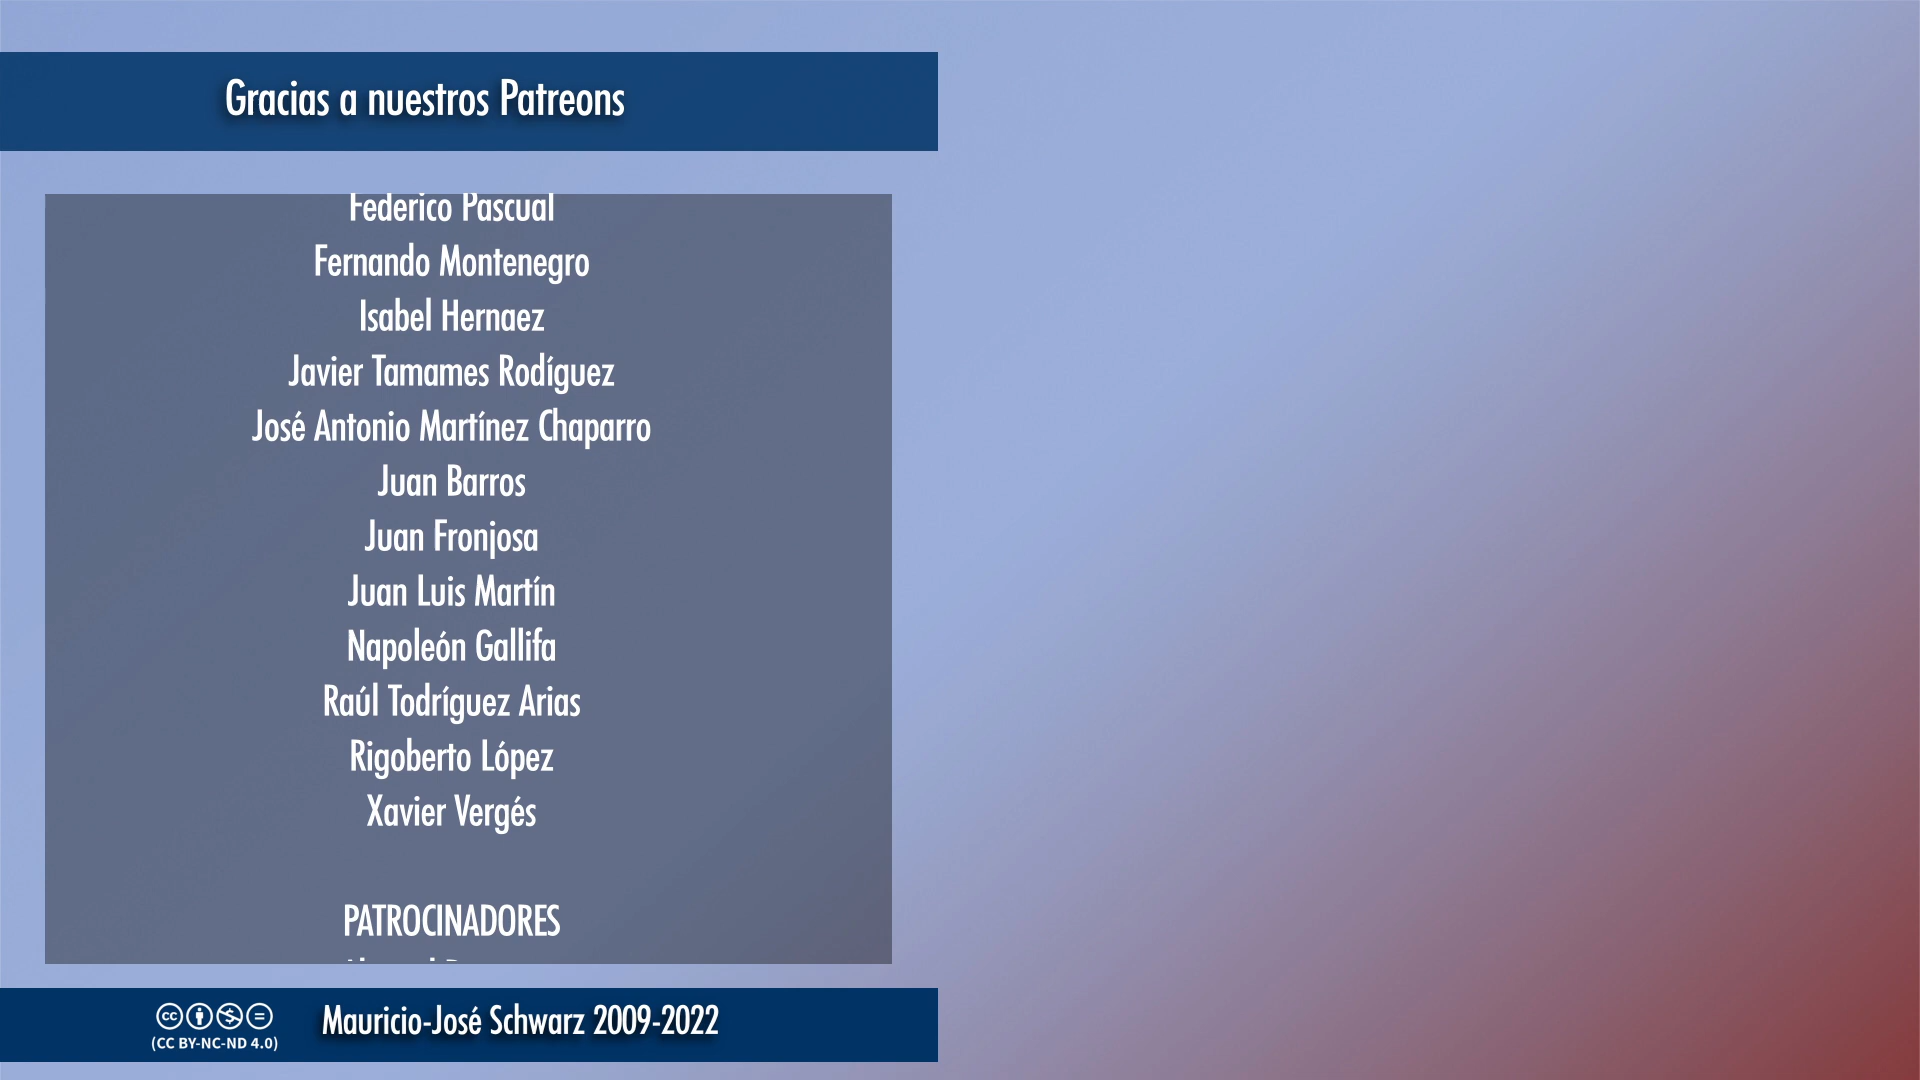 Gracias a nuestros Patreons
Federico Pascual
Fernando Montenegro
Isabel Hernaez
Javier Tamames Rodíguez
José Antonio Martínez Chaparro
Juan Barros
Juan Fronjosa
Juan Luis Martín
Napoleón Gallifa
Raúl Todríguez Arias
Rigoberto López
Xavier Vergés
PATROCINADORES
Mauricio-José Schwarz 2009-2022
(CC BY-NC-ND 4.0)